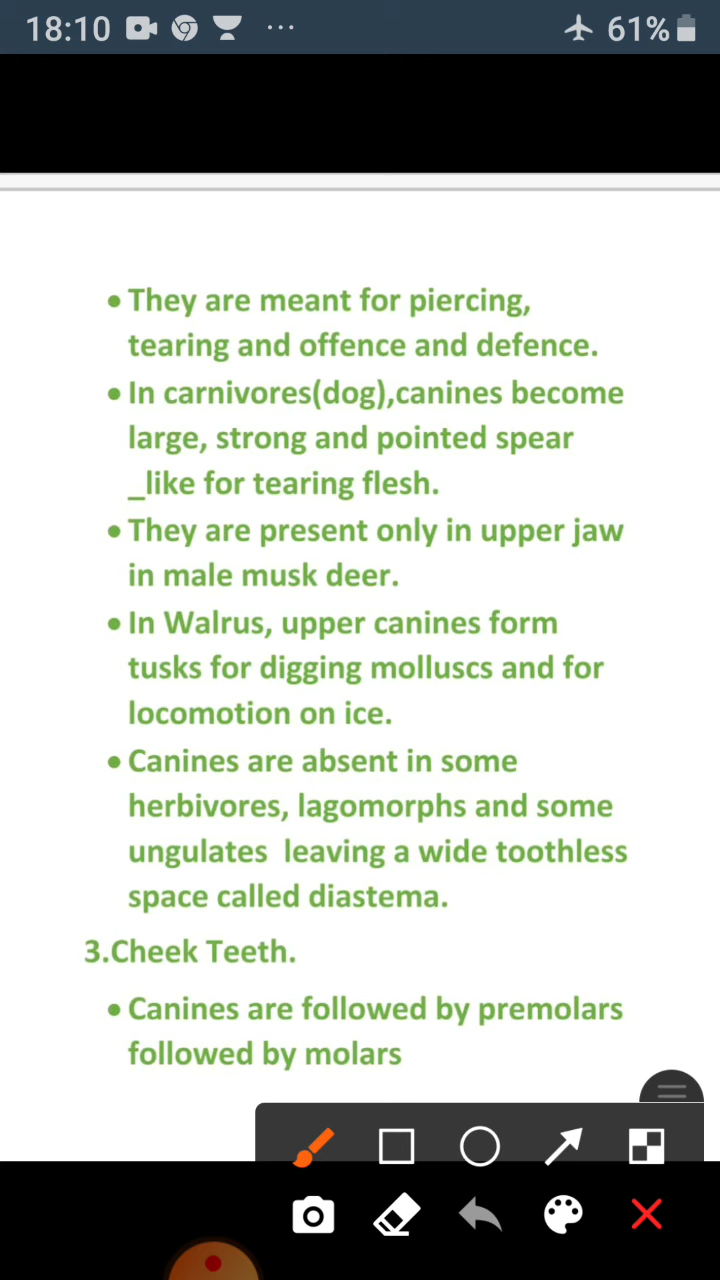 18:10 ... 61%
• They are meant for piercing,
tearing and offence and defence.
• In carnivores(dog),canines become
large, strong and pointed spear
_like for tearing flesh.
• They are present only in upper jaw
in male musk deer.
• In Walrus, upper canines form
tusks for digging molluscs and for
locomotion on ice.
• Canines are absent in some
herbivores, lagomorphs and some
ungulates  leaving a wide toothless
space called diastema.
3.Cheek Teeth.
• Canines are followed by premolars
followed by molars